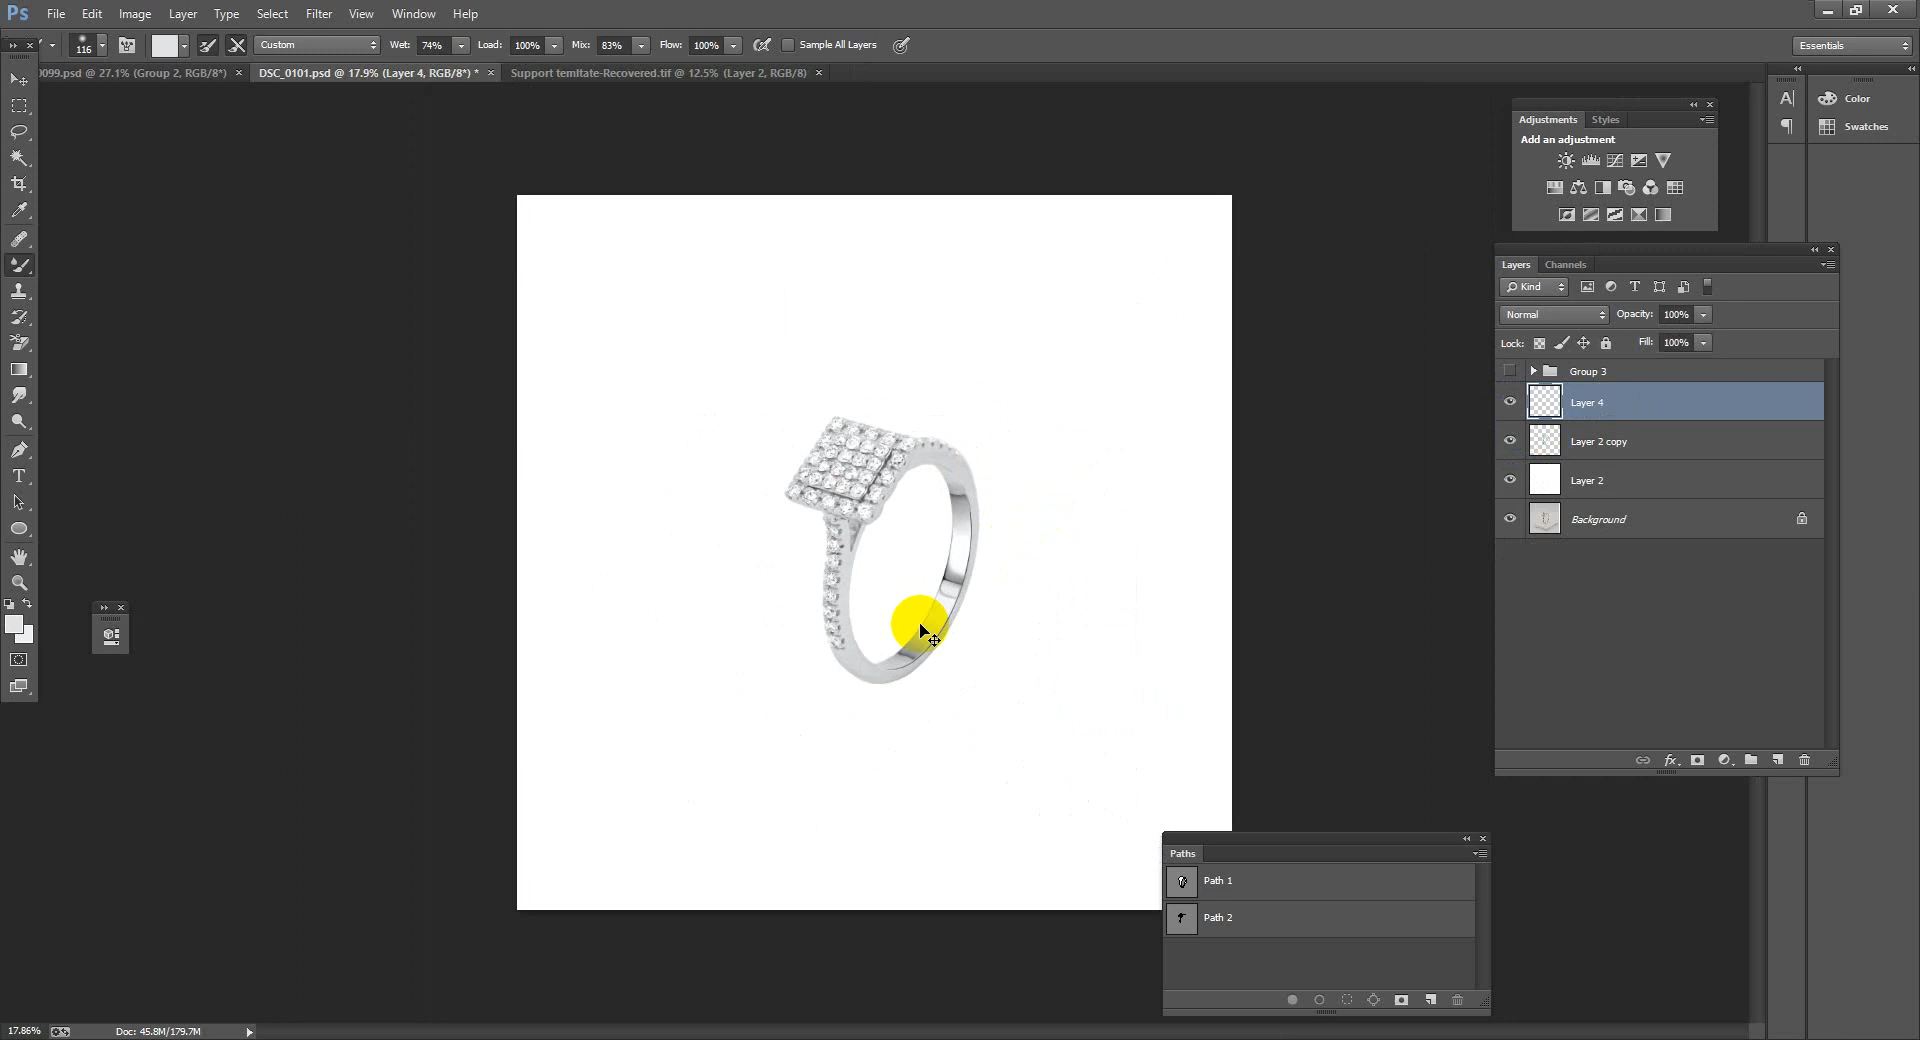 Ps File Edit Image Layer Type Select Filter View Window Help
116 Custom Wet: 74% Load: 100% Mix: 83% Flow: 100% Sample All Layers Essentials
0099.psd @ 27.1% (Group 2, RGB/8*) × DSC_0101.psd @ 17.9% (Layer 4, RGB/8*) * × Support temltate-Recovered.tif @ 12.5% (Layer 2, RGB/8) ×
Color
Swatches
Adjustments Styles
Add an adjustment
Layers Channels
Kind
Normal Opacity: 100%
Lock: Fill: 100%
Group 3
Layer 4
Layer 2 copy
Layer 2
Background
Paths
Path 1
Path 2
17.86% Doc: 45.8M/179.7M